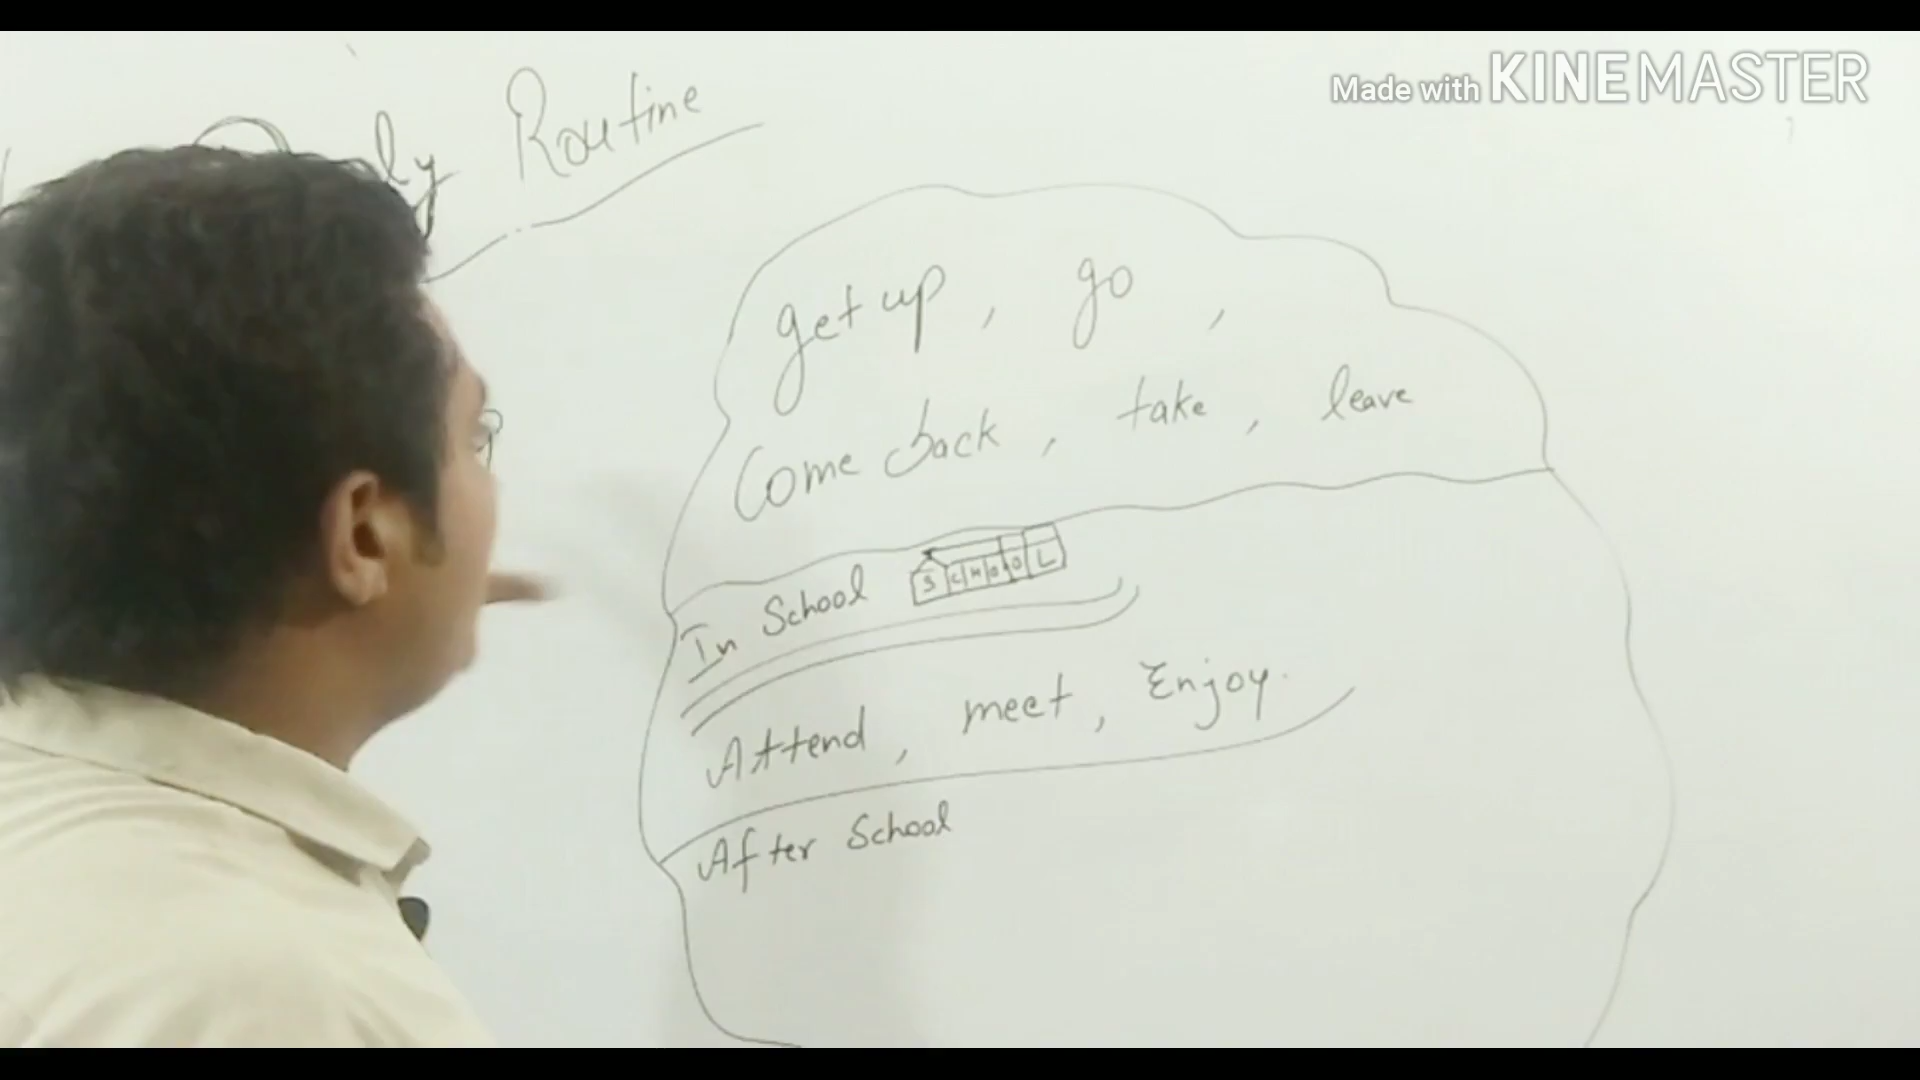 Made with KINEMASTER
Routine
get up, go,
Come back, take, leave
In School SCHOOL
Attend, meet, Enjoy.
After School